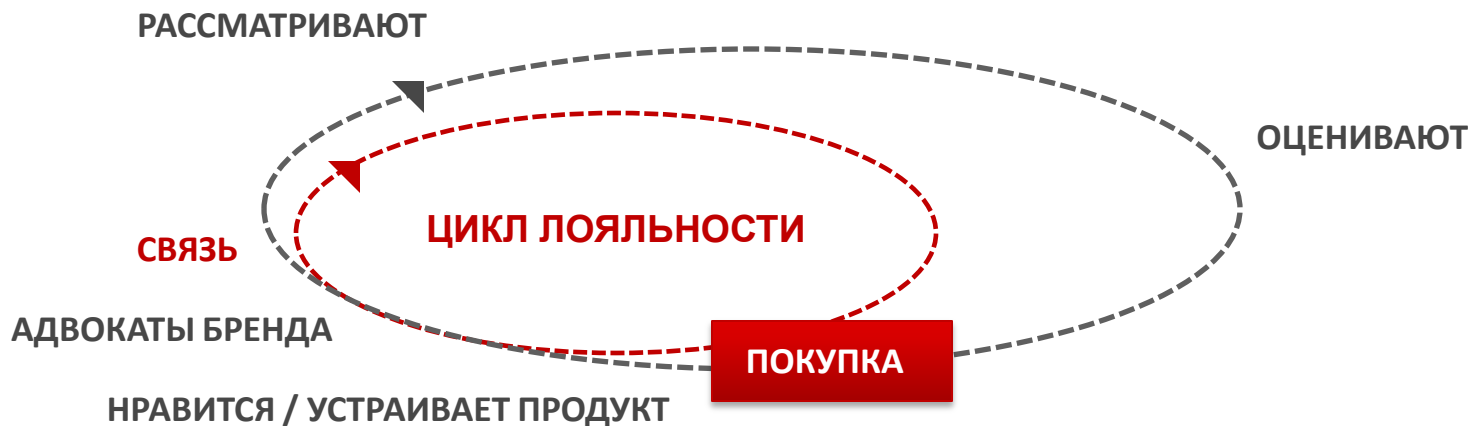 РАССМАТРИВАЮТ
ОЦЕНИВАЮТ
ЦИКЛ ЛОЯЛЬНОСТИ
СВЯЗЬ
АДВОКАТЫ БРЕНДА
ПОКУПКА
НРАВИТСЯ / УСТРАИВАЕТ ПРОДУКТ